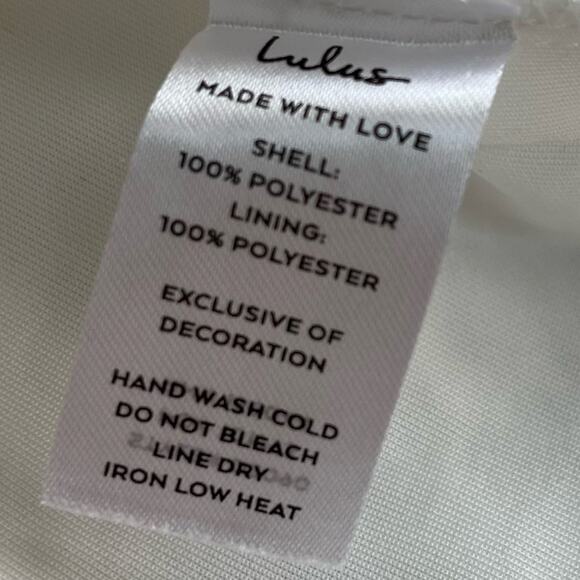 Lulus
MADE WITH LOVE
SHELL:
100% POLYESTER
LINING:
100% POLYESTER
EXCLUSIVE OF
DECORATION
HAND WASH COLD
DO NOT BLEACH
LINE DRY
IRON LOW HEAT